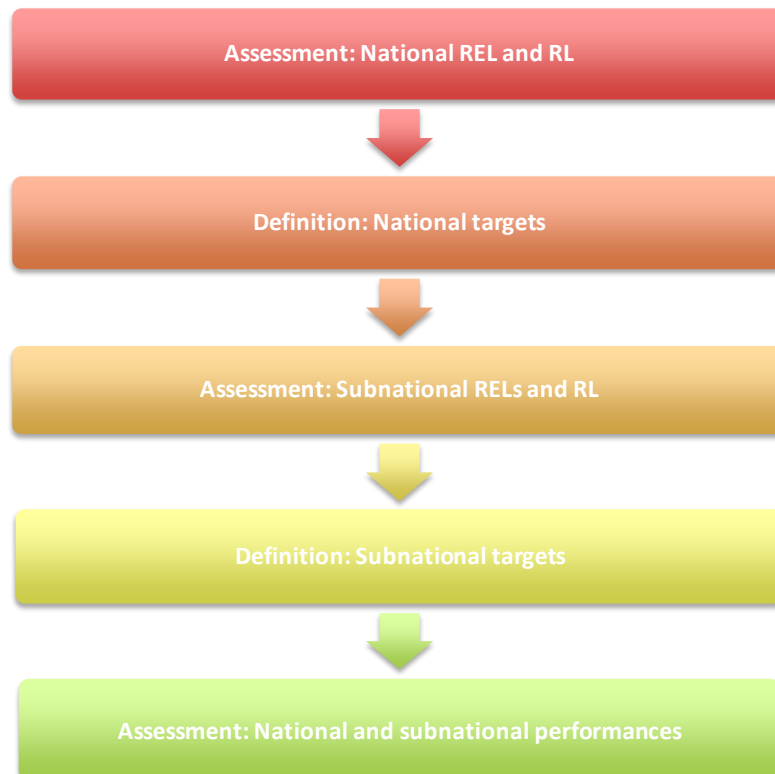 Assessment: National REL and RL
Definition: National targets
Assessment: Subnational RELs and RL
Definition: Subnational targets
Assessment: National and subnational performances